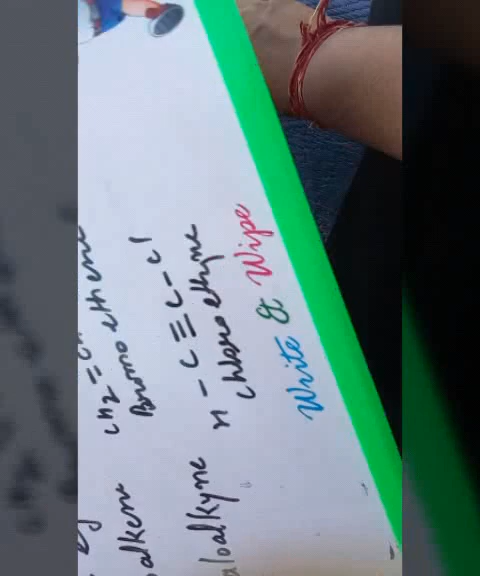 alkene CH2 = C
Bromo ethene
aloalkyne H - C ≡ C - Cl
chloro ethyne
Write & Wipe